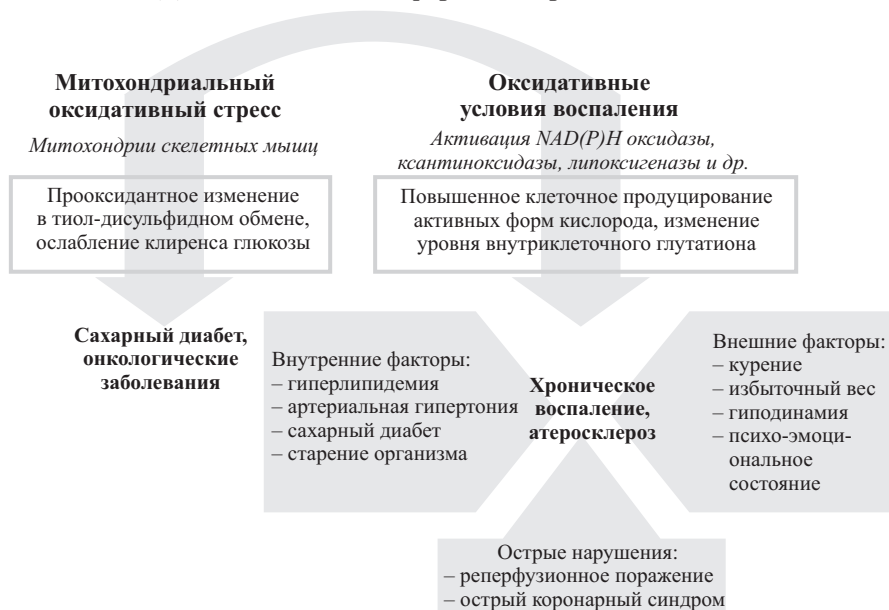 Митохондриальный
оксидативный стресс
Митохондрии скелетных мышц
Прооксидантное изменение
в тиол-дисульфидном обмене,
ослабление клиренса глюкозы
Оксидативные
условия воспаления
Активация NAD(P)H оксидазы,
ксантиноксидазы, липоксигеназы и др.
Повышенное клеточное продуцирование
активных форм кислорода, изменение
уровня внутриклеточного глутатиона
Сахарный диабет,
онкологические
заболевания
Внутренние факторы:
– гиперлипидемия
– артериальная гипертония
– сахарный диабет
– старение организма
Хроническое
воспаление,
атеросклероз
Внешние факторы:
– курение
– избыточный вес
– гиподинамия
– психо-эмоци-
ональное
состояние
Острые нарушения:
– реперфузионное поражение
– острый коронарный синдром